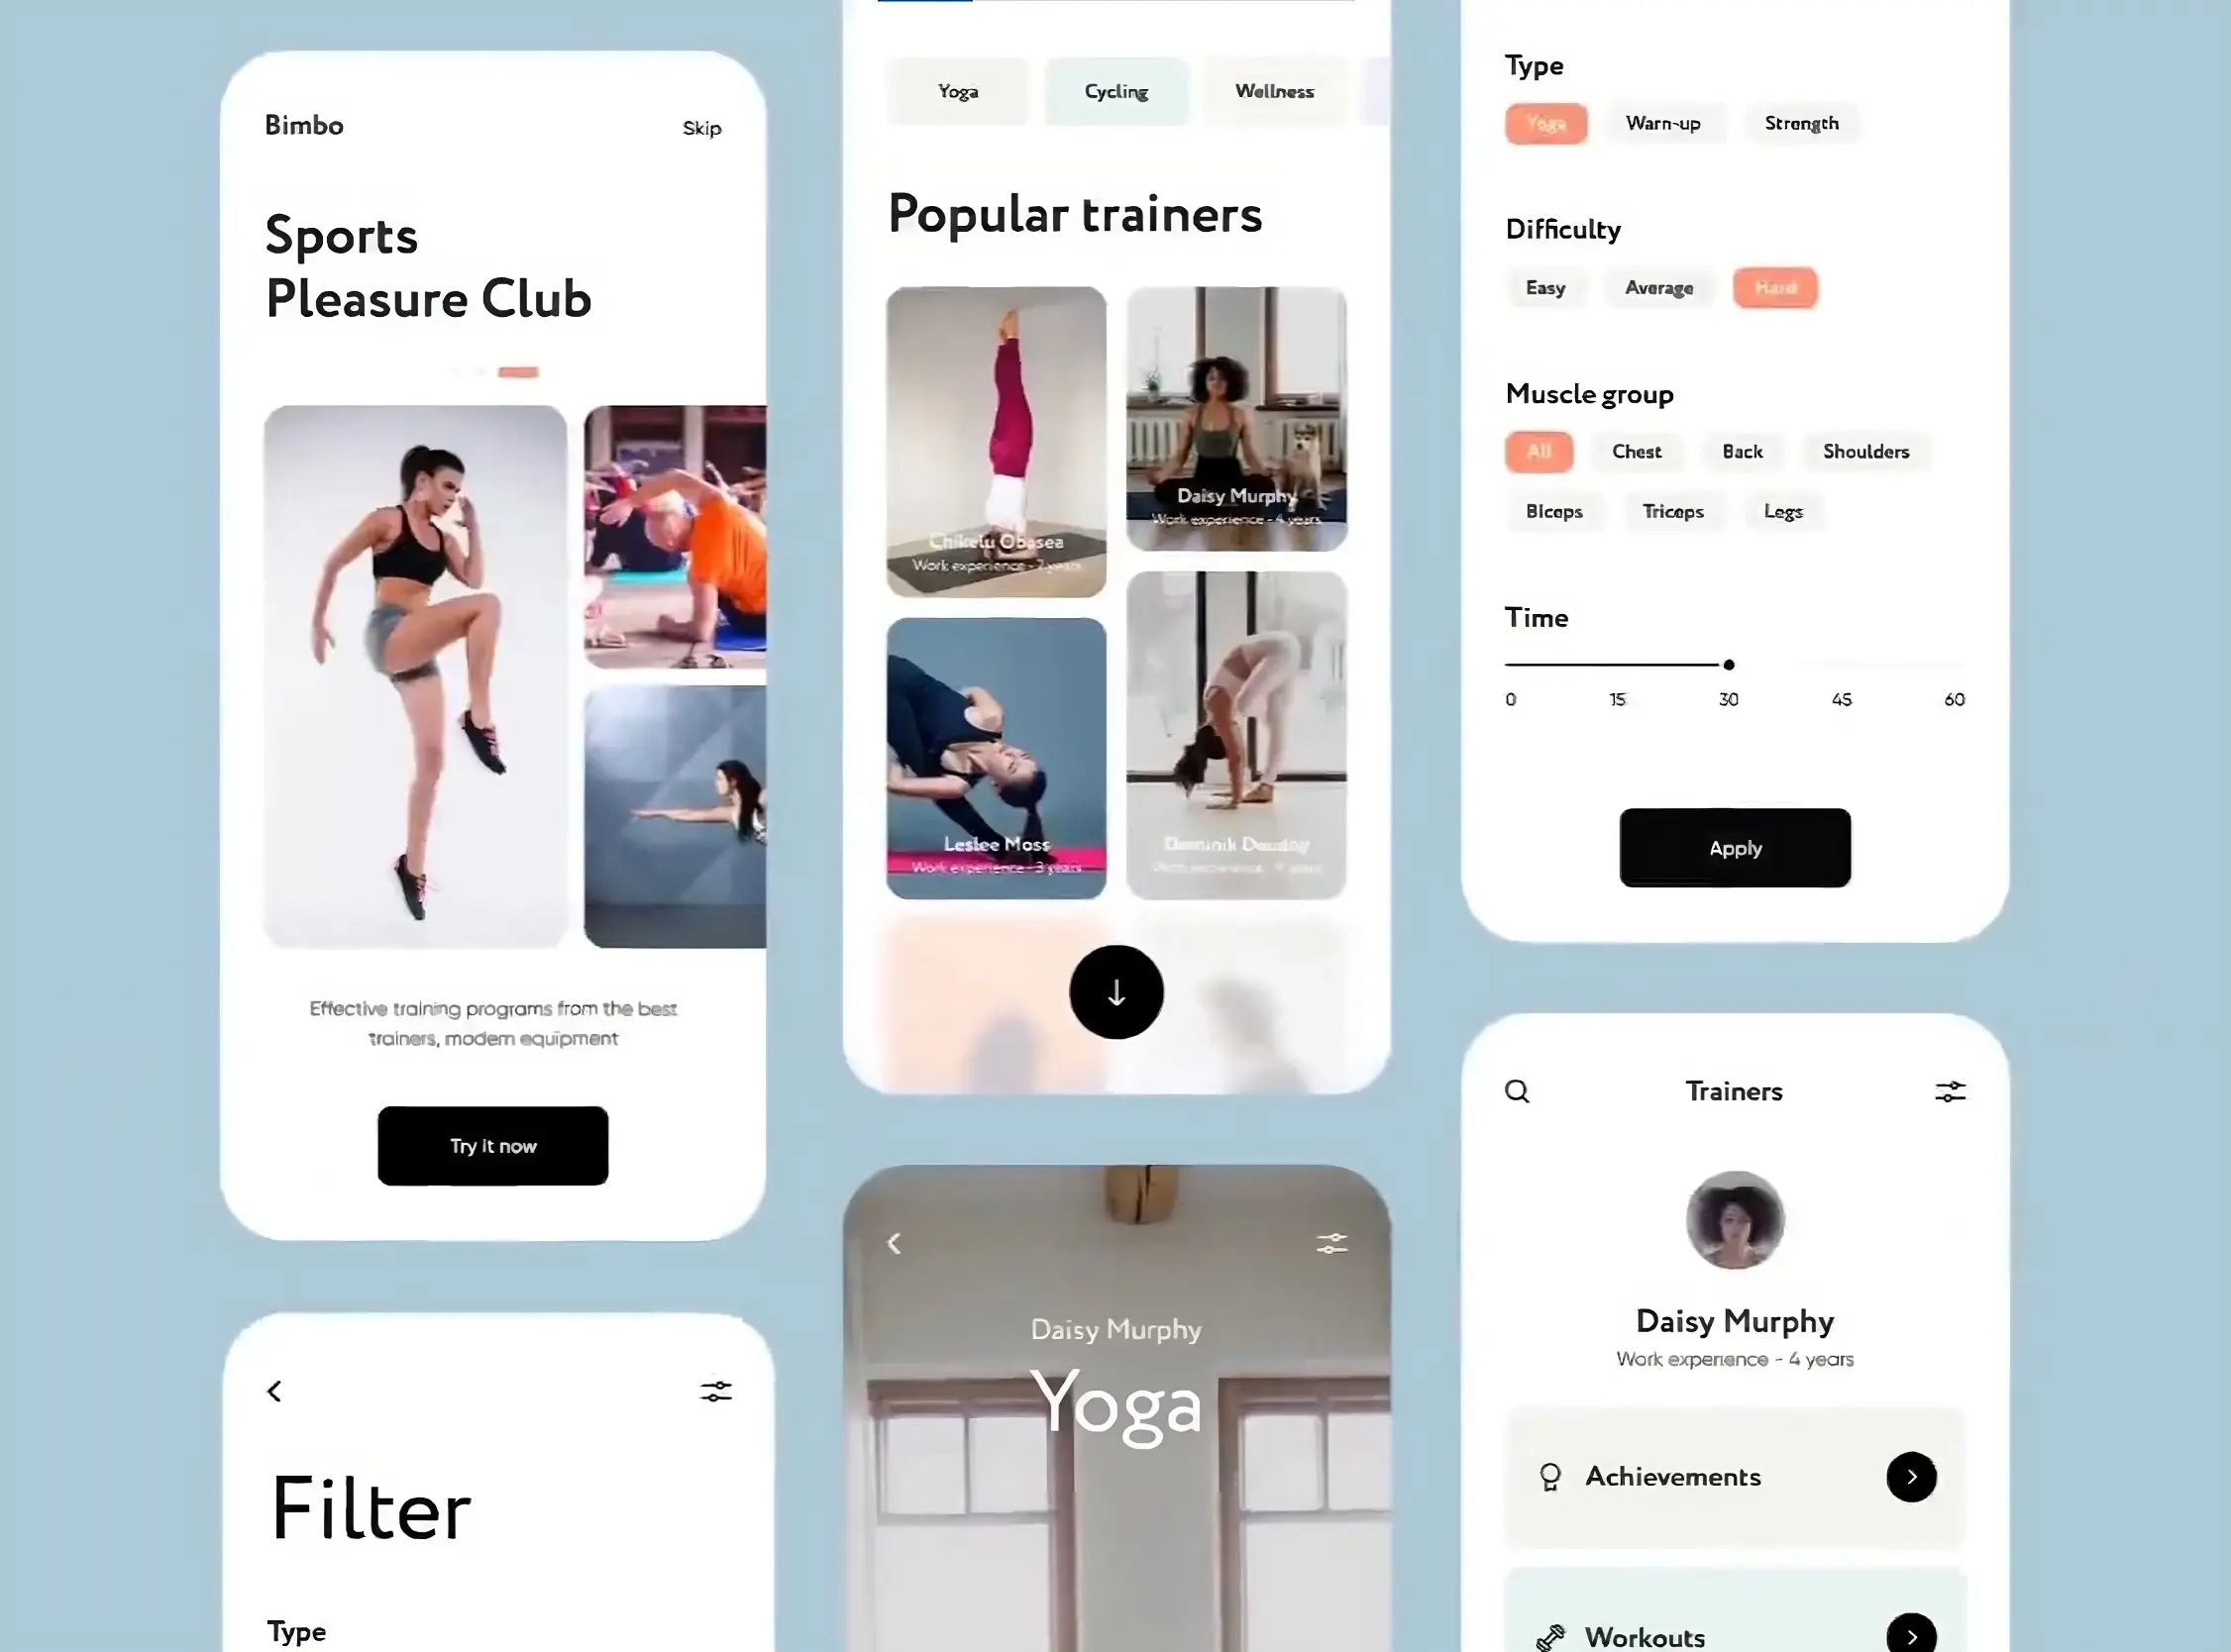 Bimbo
Skip
Sports
Pleasure Club
Effective training programs from the best
trainers, modern equipment
Try it now
Filter
Type
Yoga
Cycling
Wellness
Popular trainers
Chikelu Obasea
Work experience - 7 years
Daisy Murphy
Work experience - 4 years
Leslee Moss
Work experience - 3 years
Dominik
Work experience - years
Daisy Murphy
Yoga
Type
Yoga
Warn-up
Strength
Difficulty
Easy
Average
Hard
Muscle group
All
Chest
Back
Shoulders
Biceps
Triceps
Legs
Time
0
15
30
45
60
Apply
Trainers
Daisy Murphy
Work experience - 4 years
Achievements
Workouts